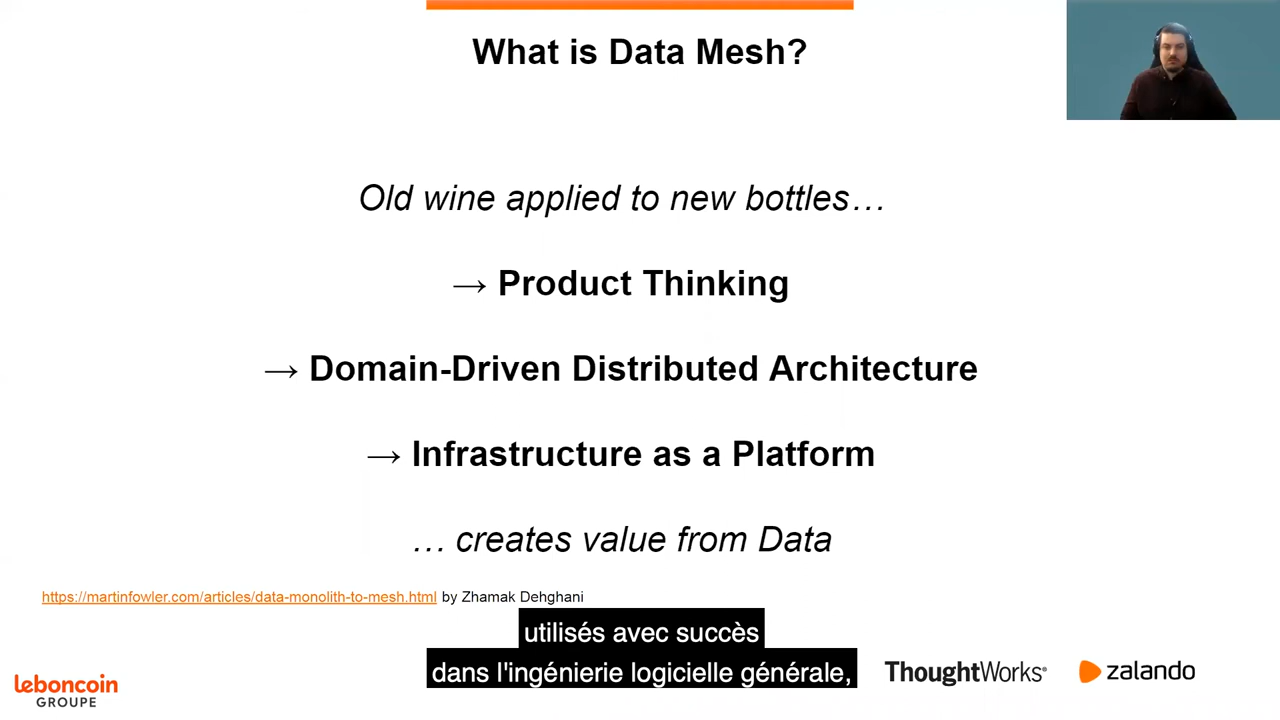 What is Data Mesh?
Old wine applied to new bottles…
→ Product Thinking
→ Domain-Driven Distributed Architecture
→ Infrastructure as a Platform
… creates value from Data
https://martinfowler.com/articles/data-monolith-to-mesh.html by Zhamak Dehghani
utilisés avec succès
dans l'ingénierie logicielle générale,
leboncoin
GROUPE
ThoughtWorks®
zalando